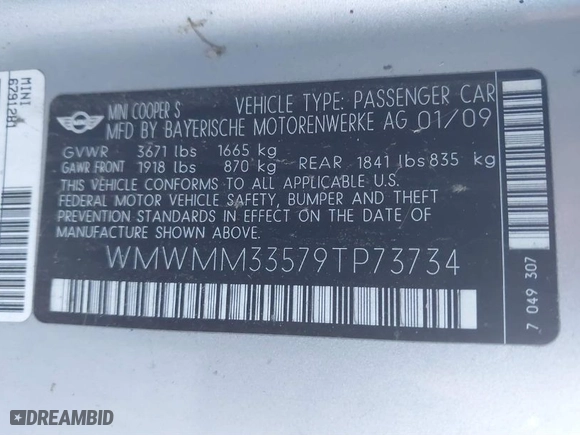 MINI COOPER S VEHICLE TYPE: PASSENGER CAR
MFD BY BAYERISCHE MOTORENWERKE AG 01/09
GVWR 3671 lbs 1665 kg
GAWR FRONT 1918 lbs 870 kg REAR 1841 lbs 835 kg
THIS VEHICLE CONFORMS TO ALL APPLICABLE U.S.
FEDERAL MOTOR VEHICLE SAFETY, BUMPER AND THEFT
PREVENTION STANDARDS IN EFFECT ON THE DATE OF
MANUFACTURE SHOWN ABOVE.
WMWMM33579TP73734
7 049 307
MINI
MINI
DREAMBID